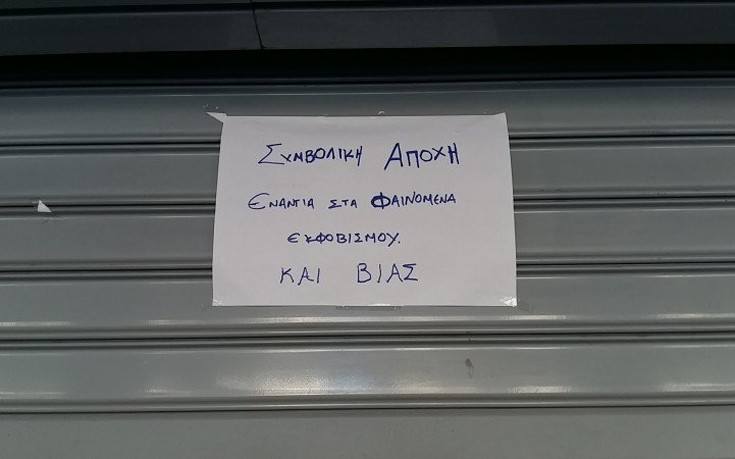 ΣΥΜΒΟΛΙΚΗ ΑΠΟΧΗ
ΕΝΑΝΤΙΑ ΣΤΑ ΦΑΙΝΟΜΕΝΑ
ΕΚΦΟΒΙΣΜΟΥ.
ΚΑΙ ΒΙΑΣ